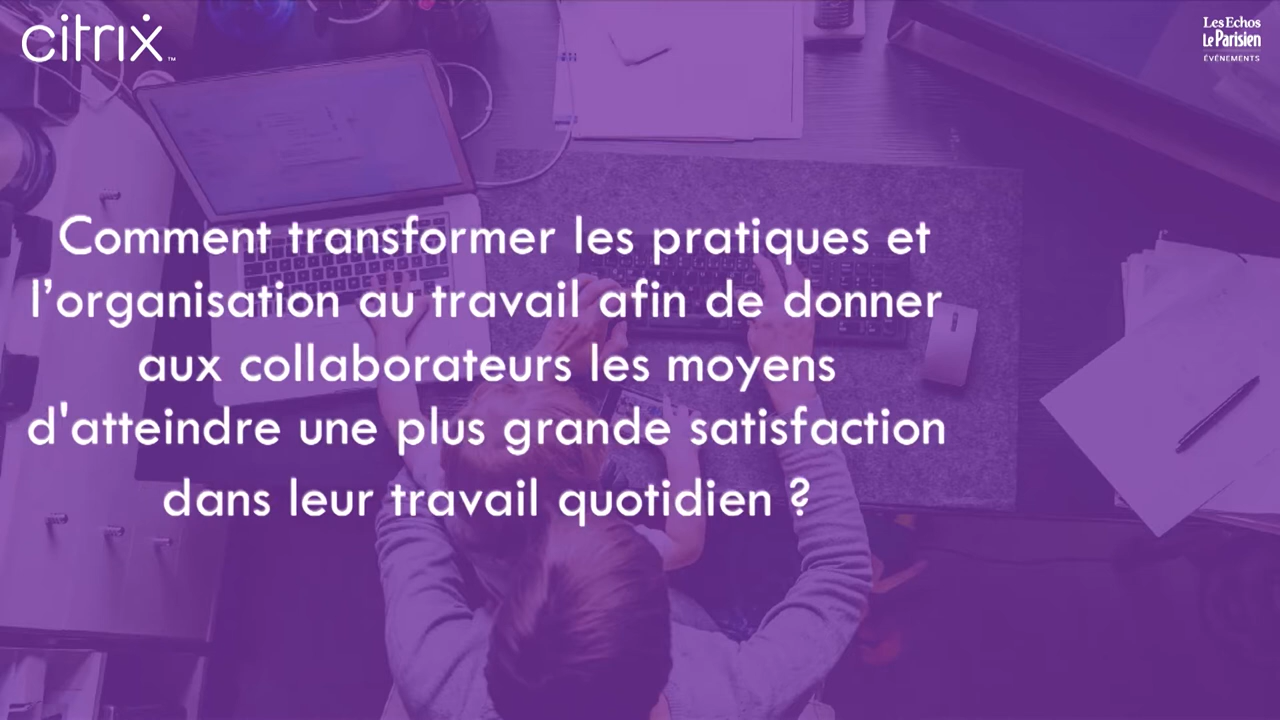 citrix™
Les Echos
Le Parisien
ÉVÉNEMENTS
Comment transformer les pratiques et
l’organisation au travail afin de donner
aux collaborateurs les moyens
d'atteindre une plus grande satisfaction
dans leur travail quotidien ?